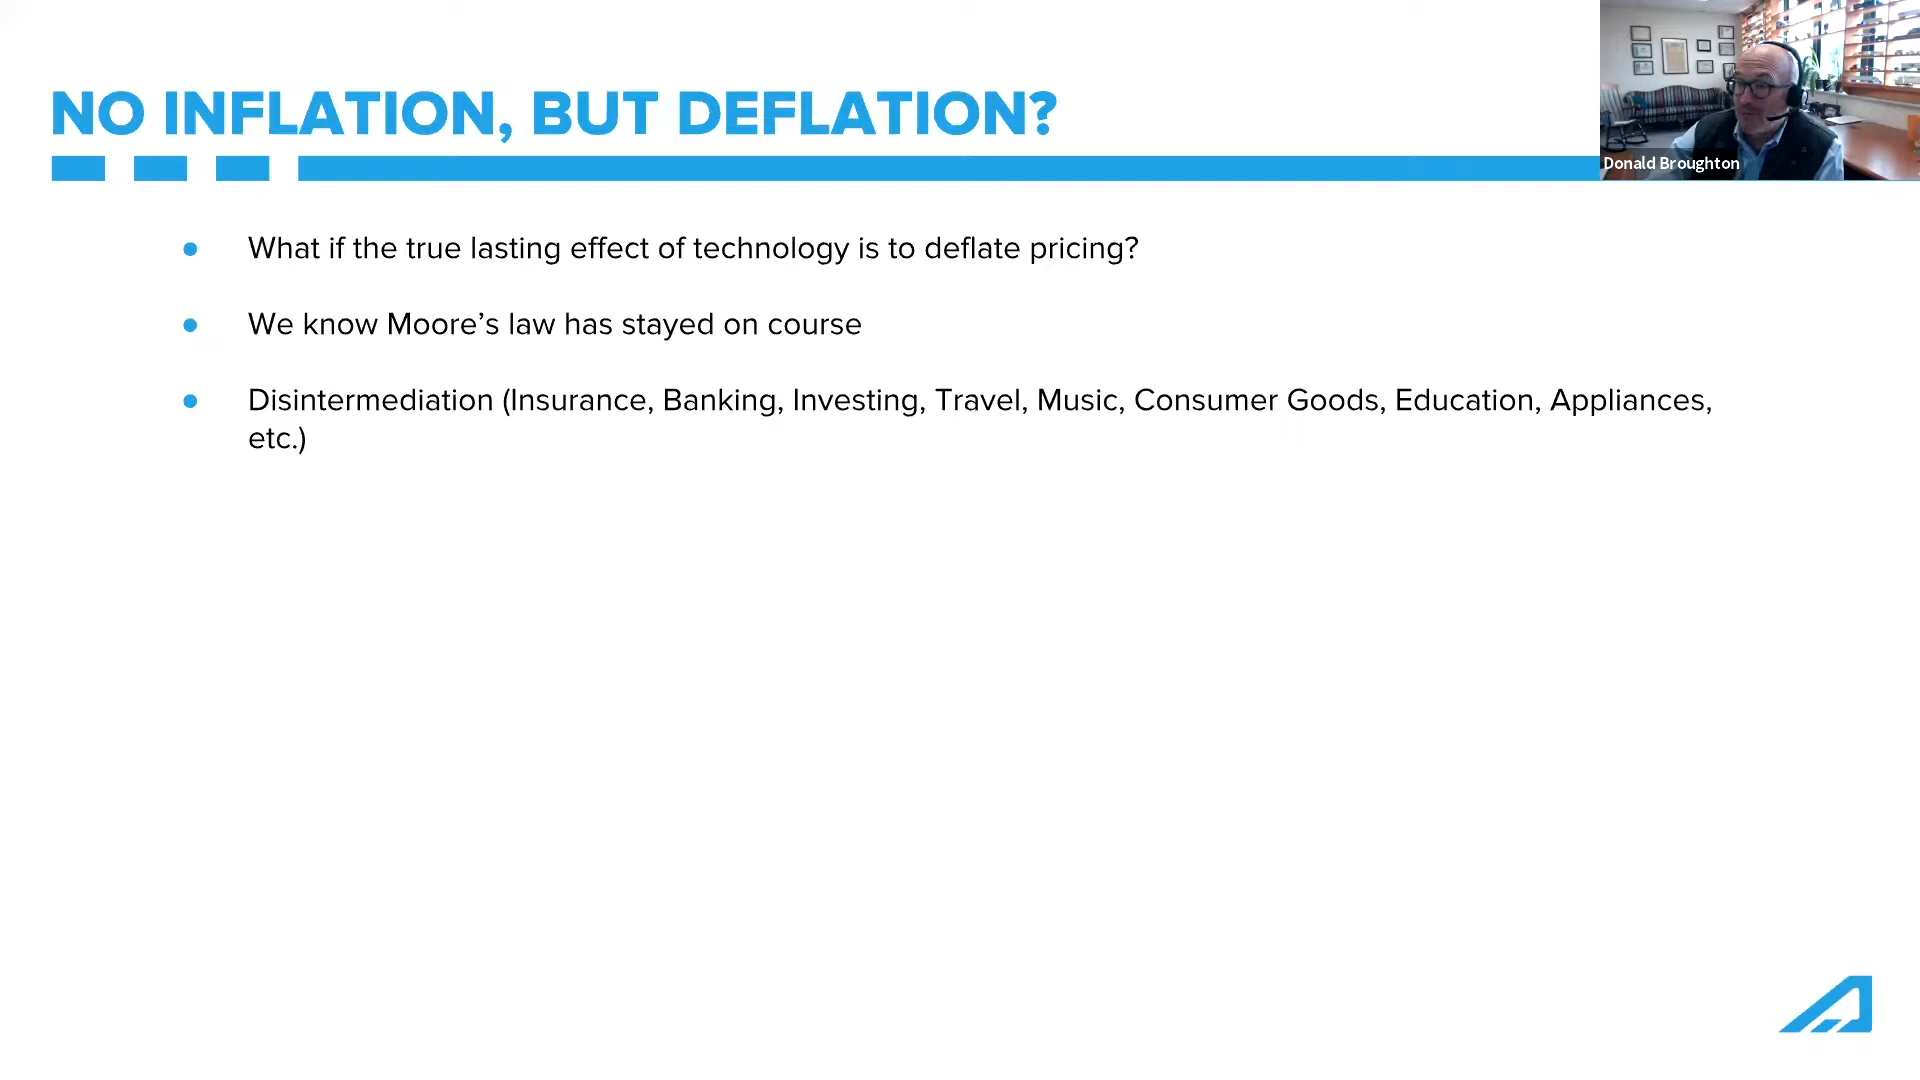 NO INFLATION, BUT DEFLATION?
Donald Broughton
What if the true lasting effect of technology is to deflate pricing?
We know Moore’s law has stayed on course
Disintermediation (Insurance, Banking, Investing, Travel, Music, Consumer Goods, Education, Appliances,
etc.)